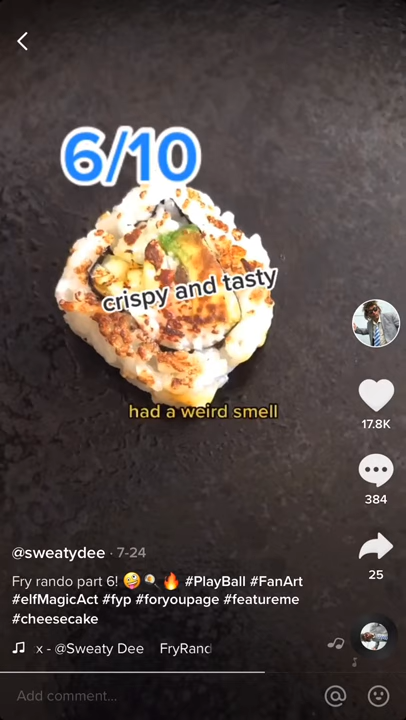 6/10
crispy and tasty
had a weird smell
17.8K
384
25
@sweatydee · 7-24
Fry rando part 6! 🤪🍳🔥 #PlayBall #FanArt
#elfMagicAct #fyp #foryoupage #featureme
#cheesecake
x - @Sweaty Dee FryRand
Add comment...